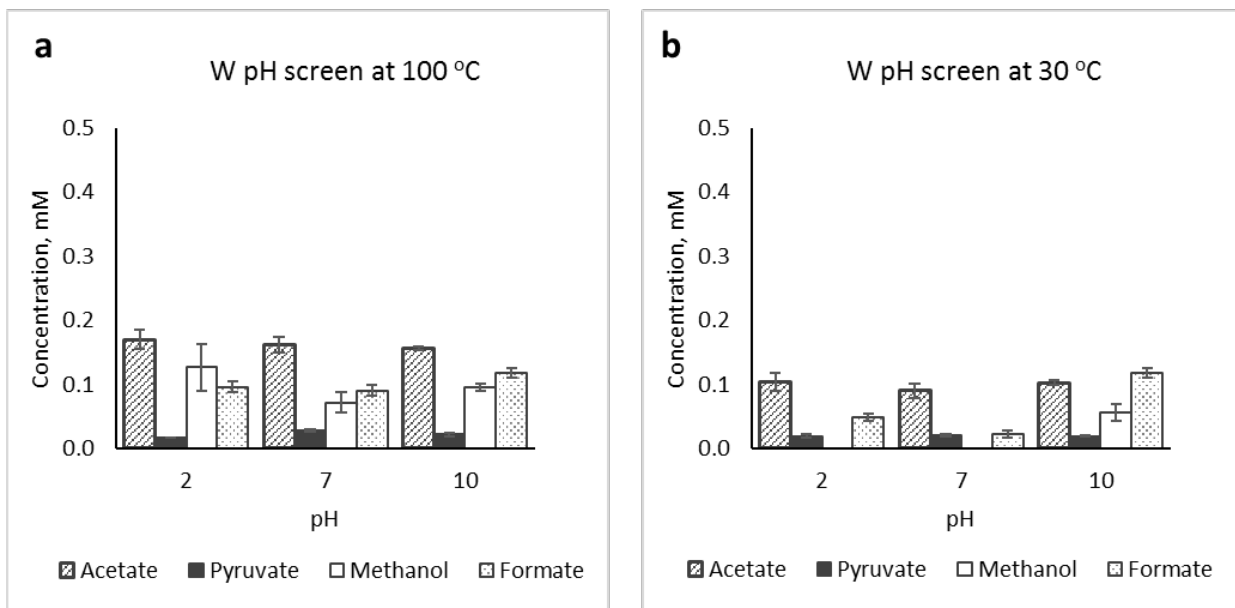 a
W pH screen at 100 °C
Concentration, mM
0.5
0.4
0.3
0.2
0.1
0.0
2 7 10
pH
Acetate Pyruvate Methanol Formate
b
W pH screen at 30 °C
Concentration, mM
0.5
0.4
0.3
0.2
0.1
0.0
2 7 10
pH
Acetate Pyruvate Methanol Formate